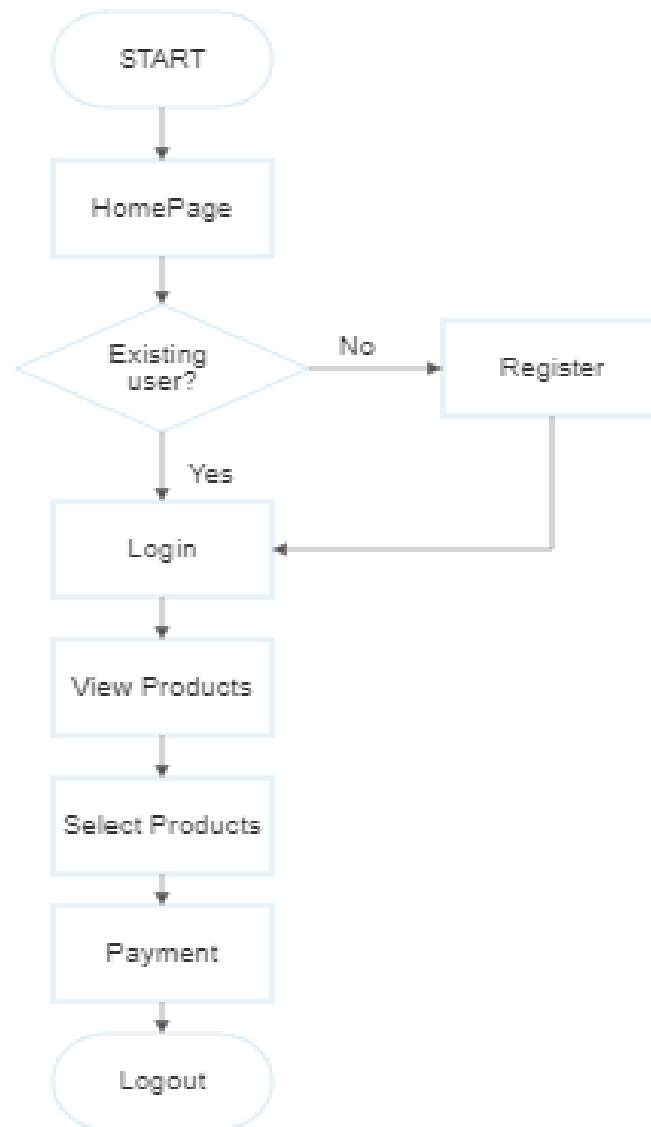 START
HomePage
Existing
user?
No
Register
Yes
Login
View Products
Select Products
Payment
Logout